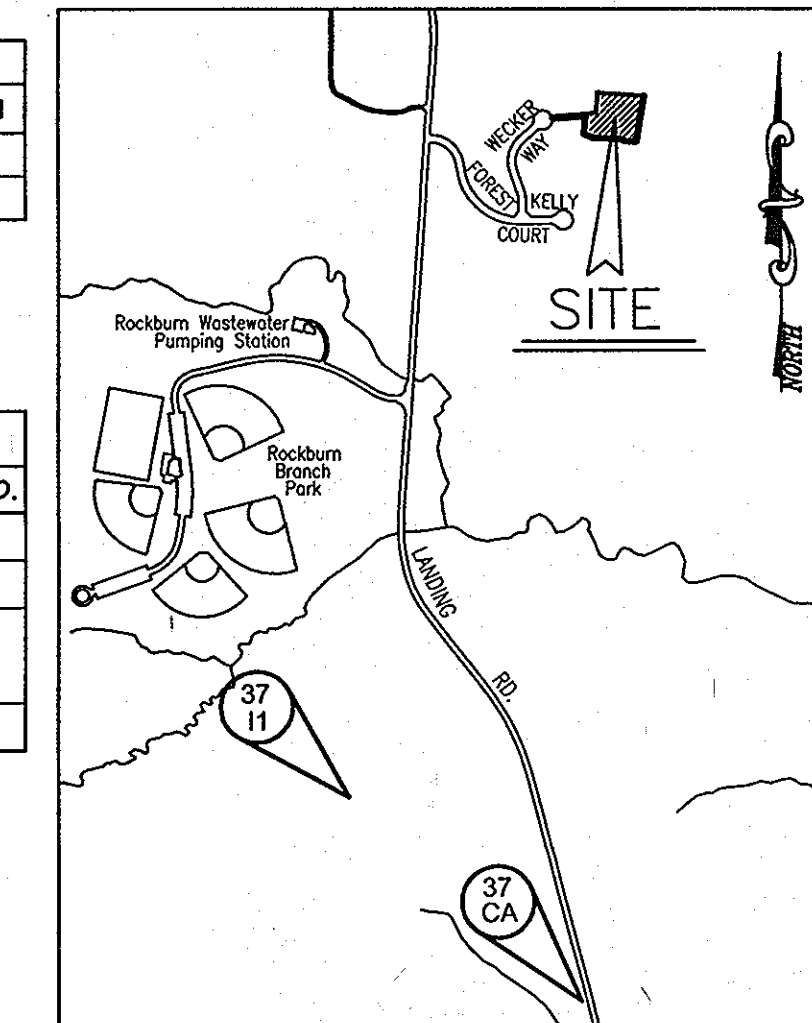 WECKER
WAY
FOREST
KELLY
COURT
SITE
NORTH
Rockburn Wastewater
Pumping Station
Rockburn
Branch
Park
O.
LANDING
RD.
37
I1
37
CA